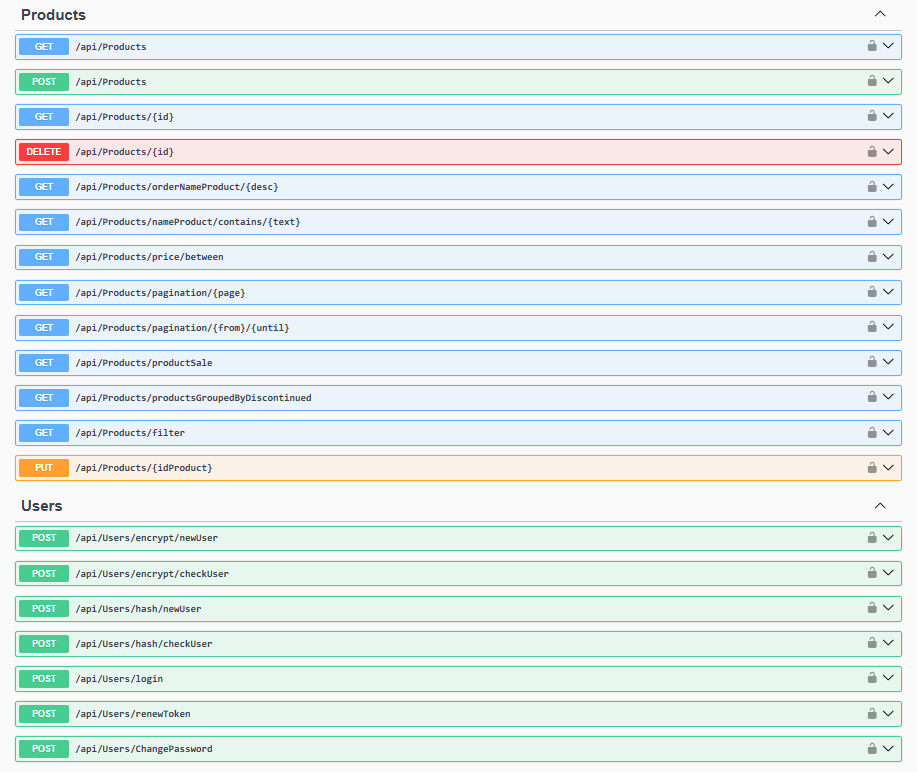 Products
GET /api/Products
POST /api/Products
GET /api/Products/{id}
DELETE /api/Products/{id}
GET /api/Products/orderNameProduct/{desc}
GET /api/Products/nameProduct/contains/{text}
GET /api/Products/price/between
GET /api/Products/pagination/{page}
GET /api/Products/pagination/{from}/{until}
GET /api/Products/productSale
GET /api/Products/productsGroupedByDiscontinued
GET /api/Products/filter
PUT /api/Products/{idProduct}
Users
POST /api/Users/encrypt/newUser
POST /api/Users/encrypt/checkUser
POST /api/Users/hash/newUser
POST /api/Users/hash/checkUser
POST /api/Users/login
POST /api/Users/renewToken
POST /api/Users/ChangePassword